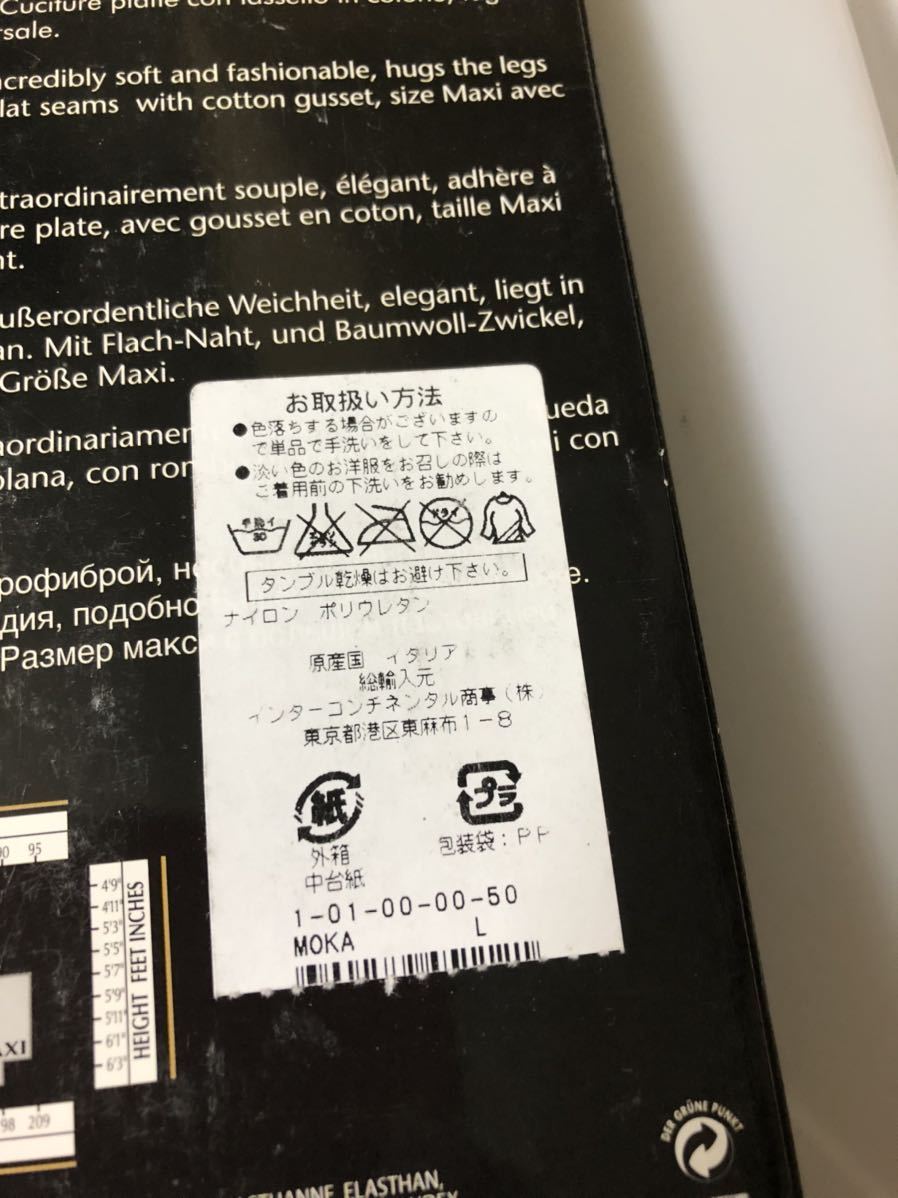 Cuciture piatte con tassello in cotone,
rsale.
ncredibly soft and fashionable, hugs the legs
lat seams with cotton gusset, size Maxi avec
traordinairement souple, élégant, adhère à
re plate, avec gousset en coton, taille Maxi
nt.
ußerordentliche Weichheit, elegant, liegt in
an. Mit Flach-Naht, und Baumwoll-Zwickel,
Größe Maxi.
aordinariamen
ueda
plana, con rom
i con
рофиброй, не
e.
дия, подобно
Размер макс
お取扱い方法
●色落ちする場合がございますの
で単品で手洗いをして下さい。
●淡い色のお洋服をお召しの際は
ご着用前の下洗いをお勧めします。
手洗イ
30
エンソ
ドライ
タンブル乾燥はお避け下さい。
ナイロン ポリウレタン
原産国 イタリア
総輸入元
インターコンチネンタル商事(株)
東京都港区東麻布1-8
紙
プラ
外箱
包装袋:PP
中台紙
1-01-00-00-50
MOKA L
90 95
4'9"
4'11"
5'3"
5'5"
5'7"
5'9"
5'11"
6'1"
6'3"
HEIGHT FEET INCHES
AXI
98 209
DER GRÜNE PUNKT
STHANNE, ELASTHAN,